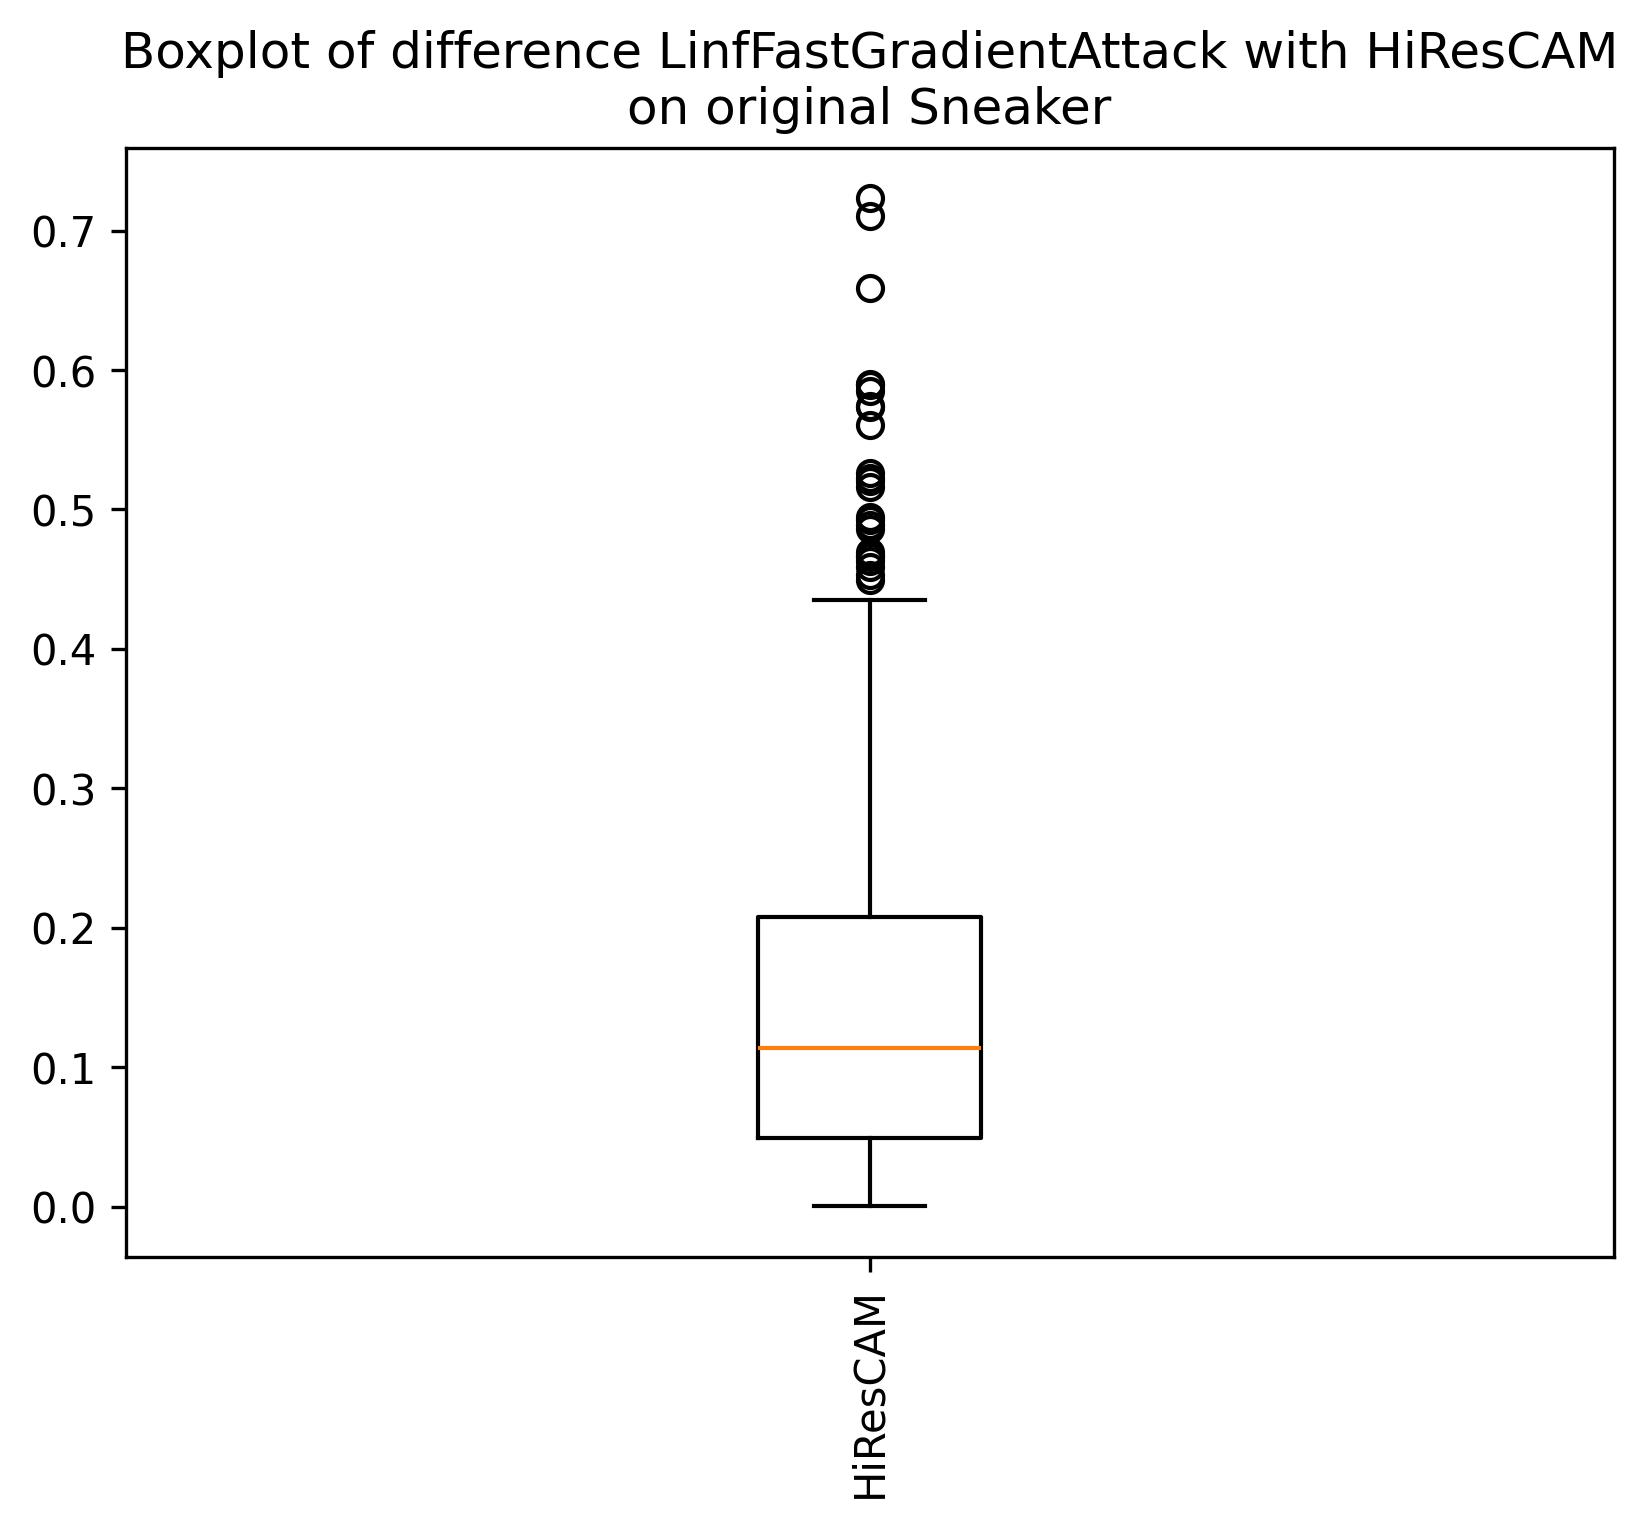 Boxplot of difference LinfFastGradientAttack with HiResCAM
on original Sneaker
0.7
0.6
0.5
0.4
0.3
0.2
0.1
0.0
HiResCAM